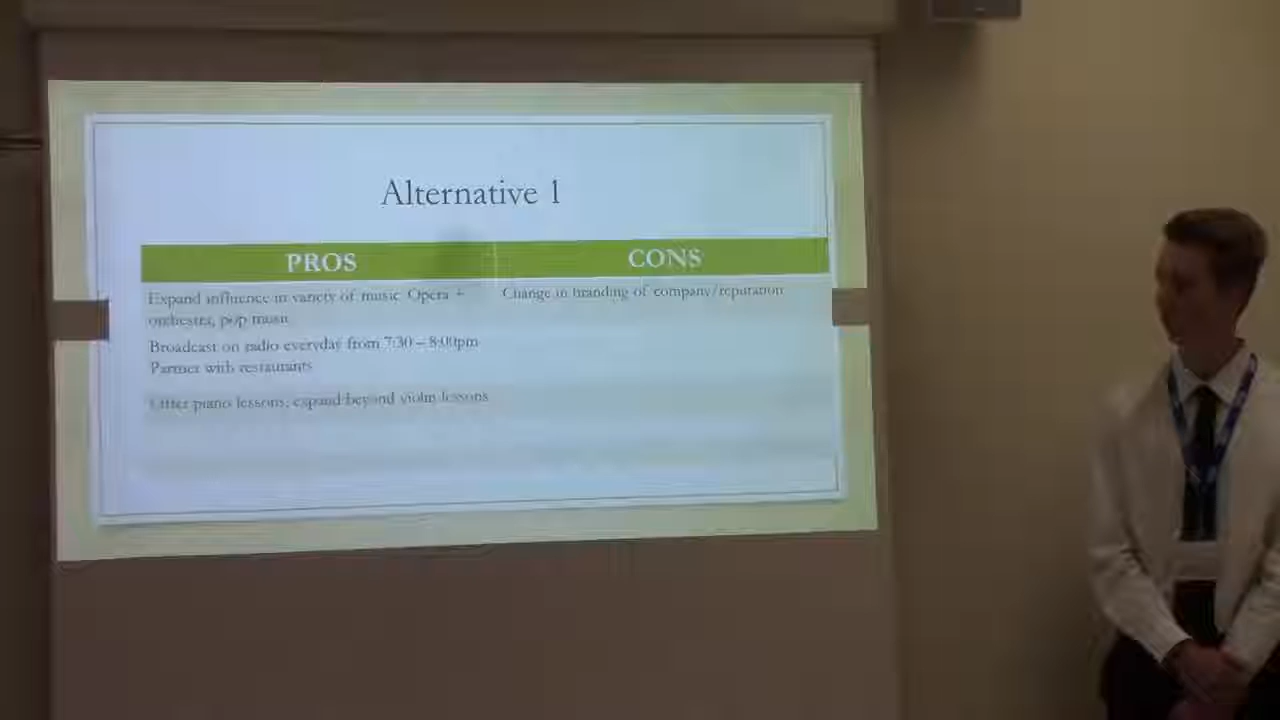 Alternative 1
PROS
CONS
Expand influence in variety of music Opera +
orchester, pop music
Change in branding of company/reputation
Broadcast on radio everyday from 7:30 – 8:00pm
Partner with restaurants
Offer piano lessons, expand beyond violin lessons